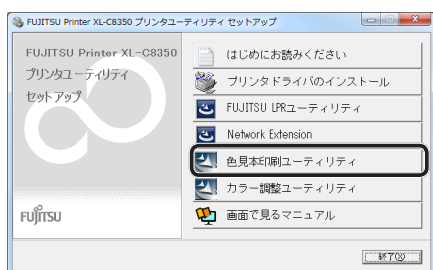 FUJITSU Printer XL-C8350 プリンタユーティリティ セットアップ
FUJITSU Printer XL-C8350
プリンタユーティリティ
セットアップ
はじめにお読みください
プリンタドライバのインストール
FUJITSU LPRユーティリティ
Network Extension
色見本印刷ユーティリティ
カラー調整ユーティリティ
画面で見るマニュアル
FUJITSU
終了(X)